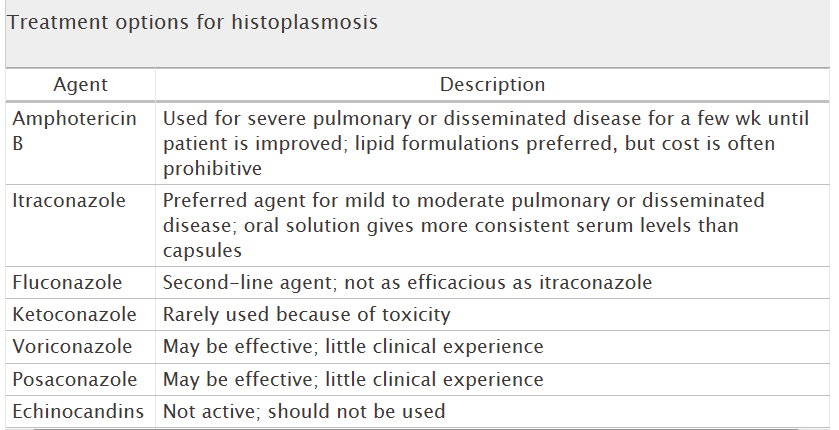 Treatment options for histoplasmosis
Agent
Description
Amphotericin
B
Used for severe pulmonary or disseminated disease for a few wk until
patient is improved; lipid formulations preferred, but cost is often
prohibitive
Itraconazole
Preferred agent for mild to moderate pulmonary or disseminated
disease; oral solution gives more consistent serum levels than
capsules
Fluconazole
Second-line agent; not as efficacious as itraconazole
Ketoconazole
Rarely used because of toxicity
Voriconazole
May be effective; little clinical experience
Posaconazole
May be effective; little clinical experience
Echinocandins
Not active; should not be used